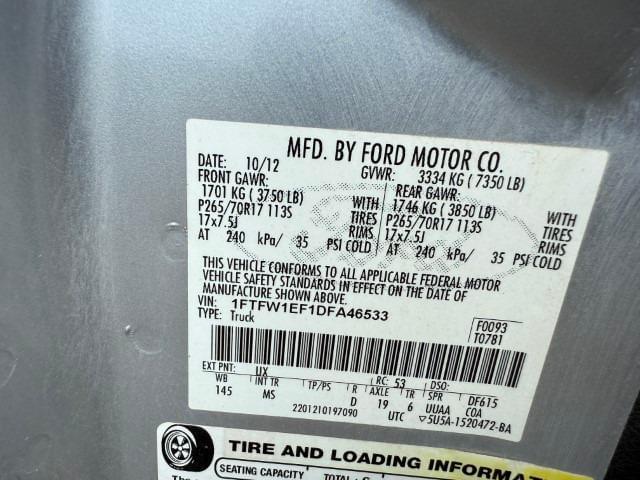 MFD. BY FORD MOTOR CO.
DATE: 10/12 GVWR: 3334 KG ( 7350 LB)
FRONT GAWR: REAR GAWR:
1701 KG ( 3750 LB) WITH 1746 KG ( 3850 LB) WITH
P265/70R17 113S TIRES P265/70R17 113S TIRES
17x7.5J RIMS 17x7.5J RIMS
AT 240 kPa/ 35 PSI COLD AT 240 kPa/ 35 PSI COLD
THIS VEHICLE CONFORMS TO ALL APPLICABLE FEDERAL MOTOR
VEHICLE SAFETY STANDARDS IN EFFECT ON THE DATE OF
MANUFACTURE SHOWN ABOVE.
VIN: 1FTFW1EF1DFA46533
TYPE: Truck
F0093
T0781
EXT PNT: UX RC: 53 DSO:
WB INT TR TP/PS R AXLE TR SPR DF615
145 MS D 19 6 UUAA COA
2201210197090 UTC 5U5A-1520472-BA
TIRE AND LOADING INFORMATION
SEATING CAPACITY